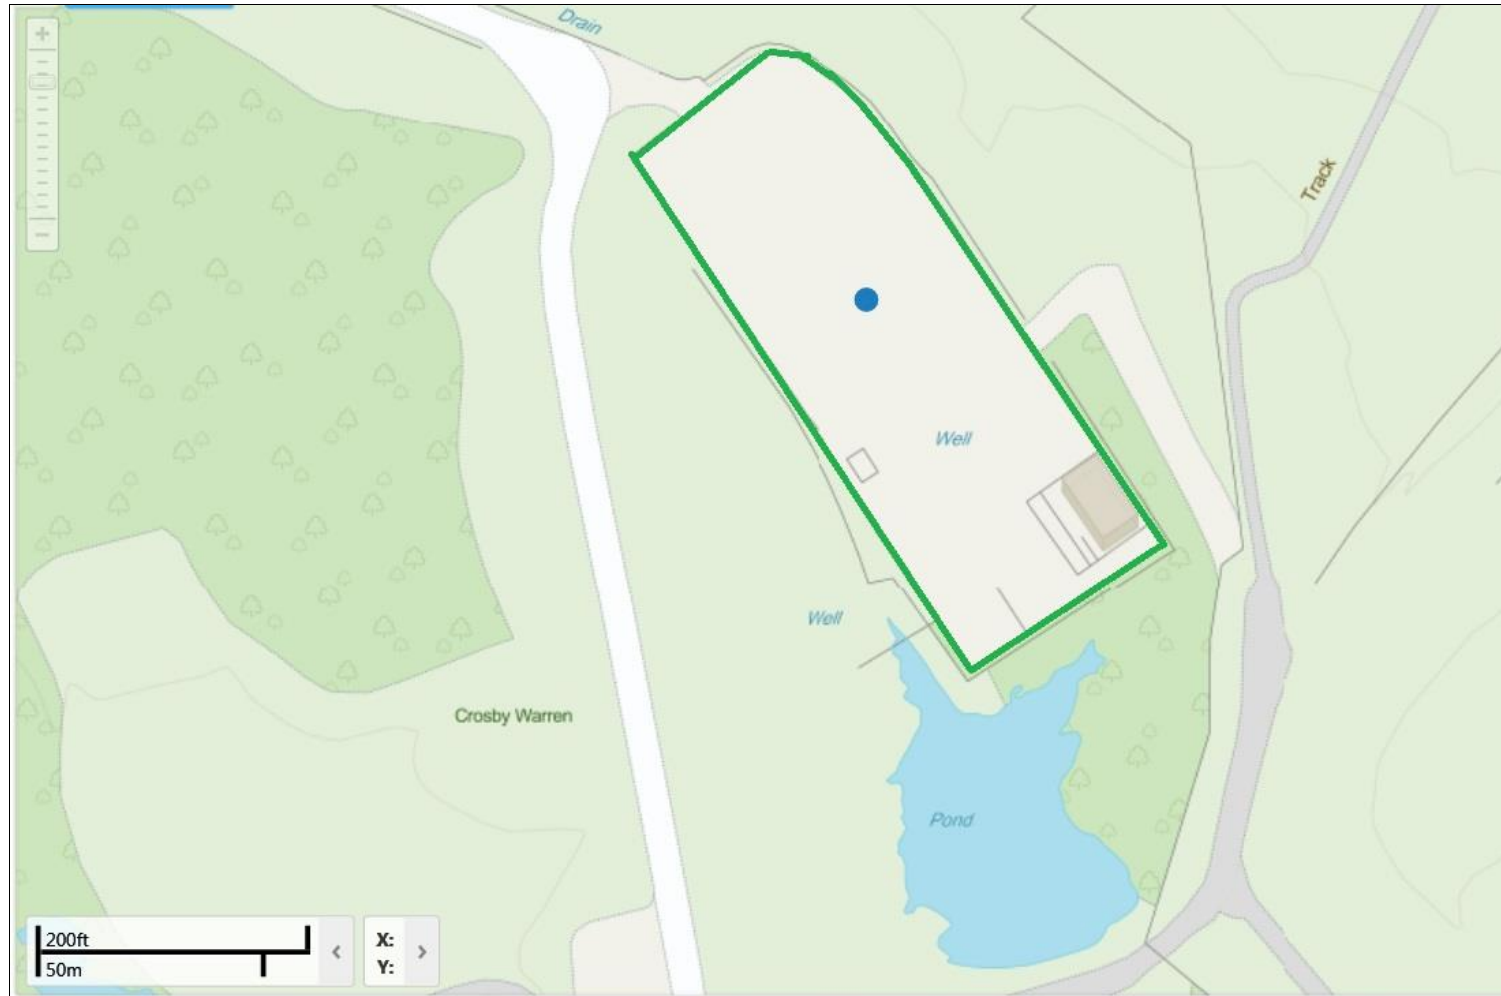 Drain
Track
Well
Well
Crosby Warren
Pond
200ft
50m
X:
Y: